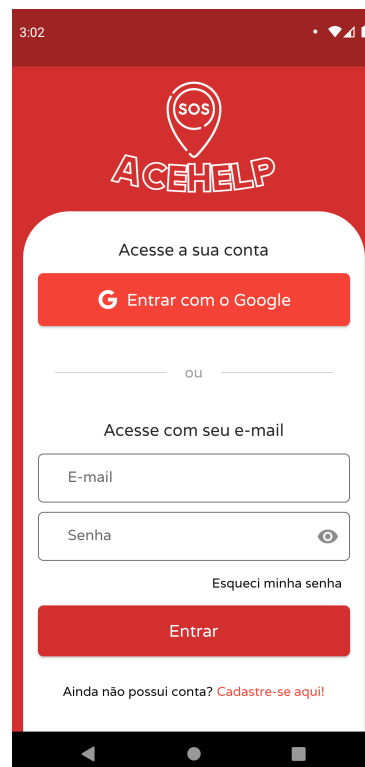 3:02
SOS
ACEHELP
Acesse a sua conta
G Entrar com o Google
ou
Acesse com seu e-mail
E-mail
Senha
Esqueci minha senha
Entrar
Ainda não possui conta? Cadastre-se aqui!